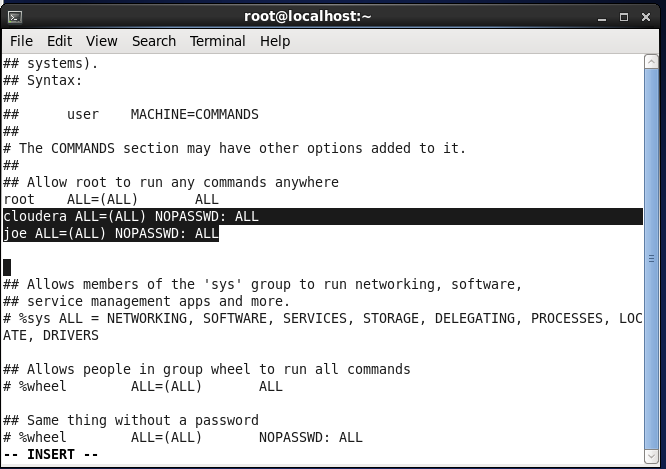 root@localhost:~
File Edit View Search Terminal Help
## systems).
## Syntax:
##
##      user    MACHINE=COMMANDS
##
# The COMMANDS section may have other options added to it.
##
## Allow root to run any commands anywhere
root    ALL=(ALL)       ALL
cloudera ALL=(ALL) NOPASSWD: ALL
joe ALL=(ALL) NOPASSWD: ALL
## Allows members of the 'sys' group to run networking, software,
## service management apps and more.
# %sys ALL = NETWORKING, SOFTWARE, SERVICES, STORAGE, DELEGATING, PROCESSES, LOC
ATE, DRIVERS
## Allows people in group wheel to run all commands
# %wheel        ALL=(ALL)       ALL
## Same thing without a password
# %wheel        ALL=(ALL)       NOPASSWD: ALL
-- INSERT --